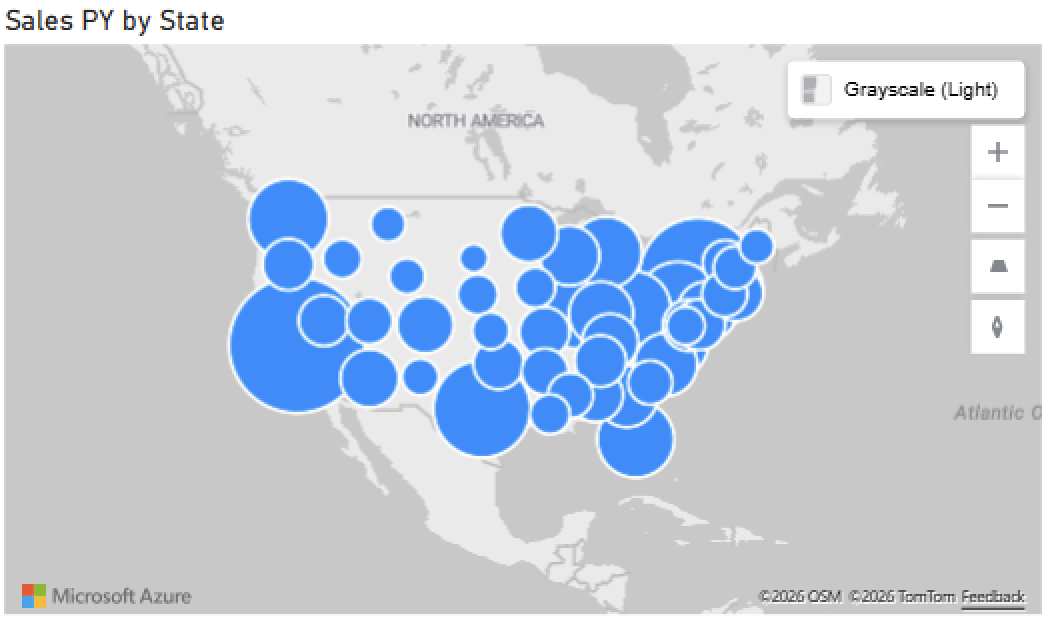 Sales PY by State
Grayscale (Light)
NORTH AMERICA
Atlantic O
Microsoft Azure
©2026 OSM ©2026 TomTom Feedback